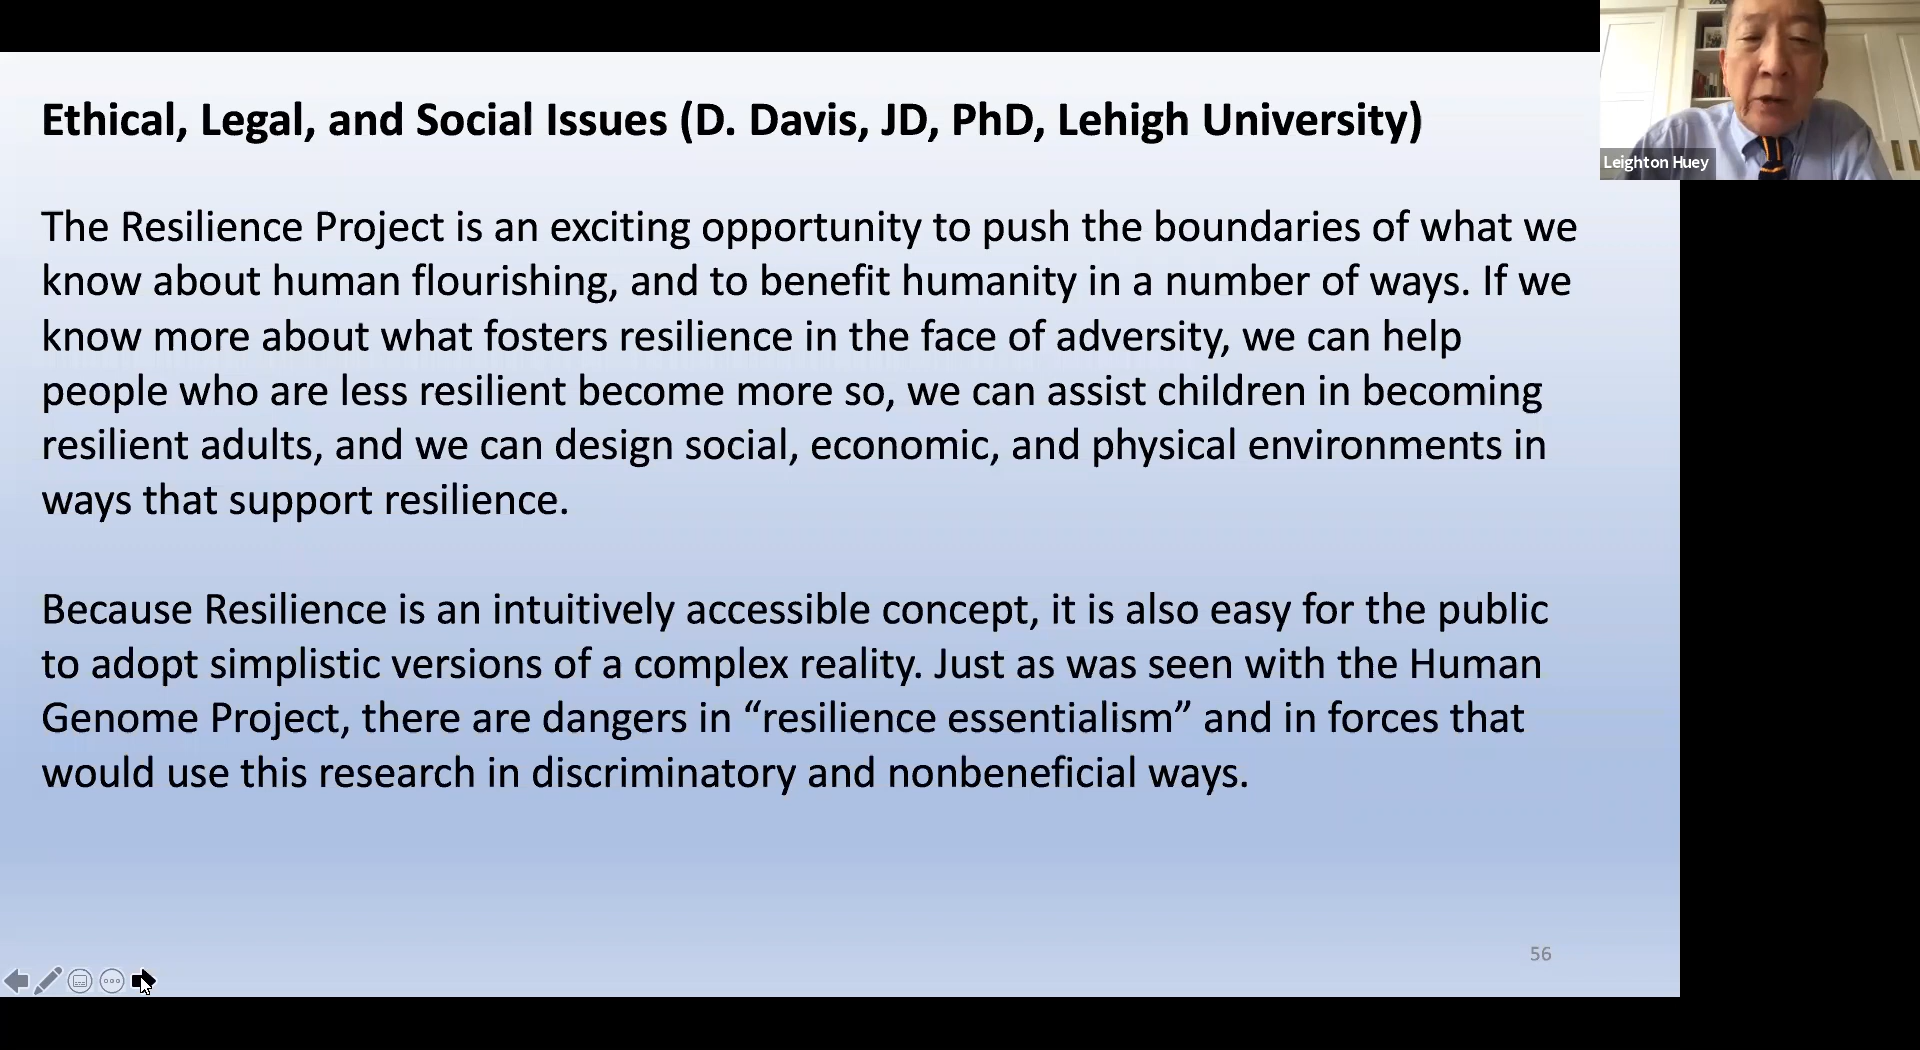 Ethical, Legal, and Social Issues (D. Davis, JD, PhD, Lehigh University)
Leighton Huey
The Resilience Project is an exciting opportunity to push the boundaries of what we
know about human flourishing, and to benefit humanity in a number of ways. If we
know more about what fosters resilience in the face of adversity, we can help
people who are less resilient become more so, we can assist children in becoming
resilient adults, and we can design social, economic, and physical environments in
ways that support resilience.
Because Resilience is an intuitively accessible concept, it is also easy for the public
to adopt simplistic versions of a complex reality. Just as was seen with the Human
Genome Project, there are dangers in “resilience essentialism” and in forces that
would use this research in discriminatory and nonbeneficial ways.
56